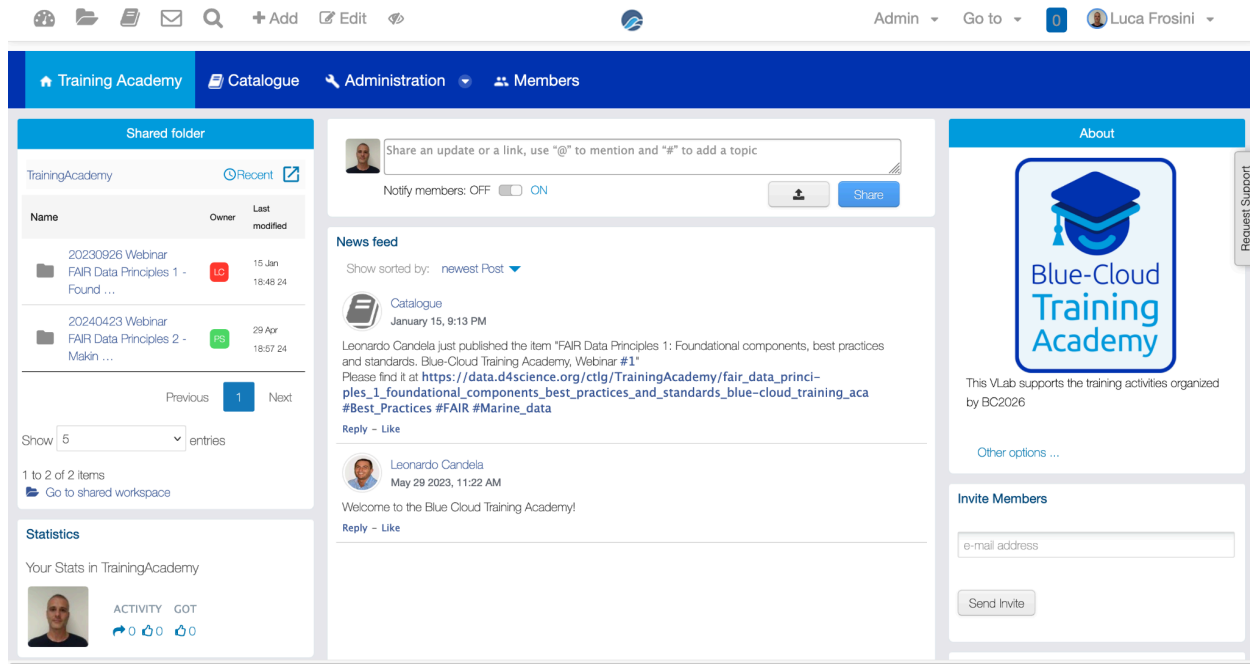 Add Edit Admin Go to 0 Luca Frosini
Training Academy Catalogue Administration Members
Shared folder
TrainingAcademy Recent
Name Owner Last
modified
20230926 Webinar
FAIR Data Principles 1 -
Found ...
LC
15 Jan
18:48 24
20240423 Webinar
FAIR Data Principles 2 -
Makin ...
PS
29 Apr
18:57 24
Previous 1 Next
Show 5 entries
1 to 2 of 2 items
Go to shared workspace
Statistics
Your Stats in TrainingAcademy
ACTIVITY GOT
0 0 0
Share an update or a link, use “@” to mention and “#” to add a topic
Notify members: OFF ON
Share
News feed
Show sorted by: newest Post
Catalogue
January 15, 9:13 PM
Leonardo Candela just published the item "FAIR Data Principles 1: Foundational components, best practices
and standards. Blue-Cloud Training Academy, Webinar #1"
Please find it at https://data.d4science.org/ctlg/TrainingAcademy/fair_data_princi-
ples_1_foundational_components_best_practices_and_standards_blue-cloud_training_aca
#Best_Practices #FAIR #Marine_data
Reply - Like
Leonardo Candela
May 29 2023, 11:22 AM
Welcome to the Blue Cloud Training Academy!
Reply - Like
About
Blue-Cloud
Training
Academy
This VLab supports the training activities organized
by BC2026
Other options ...
Invite Members
e-mail address
Send Invite
Request Support